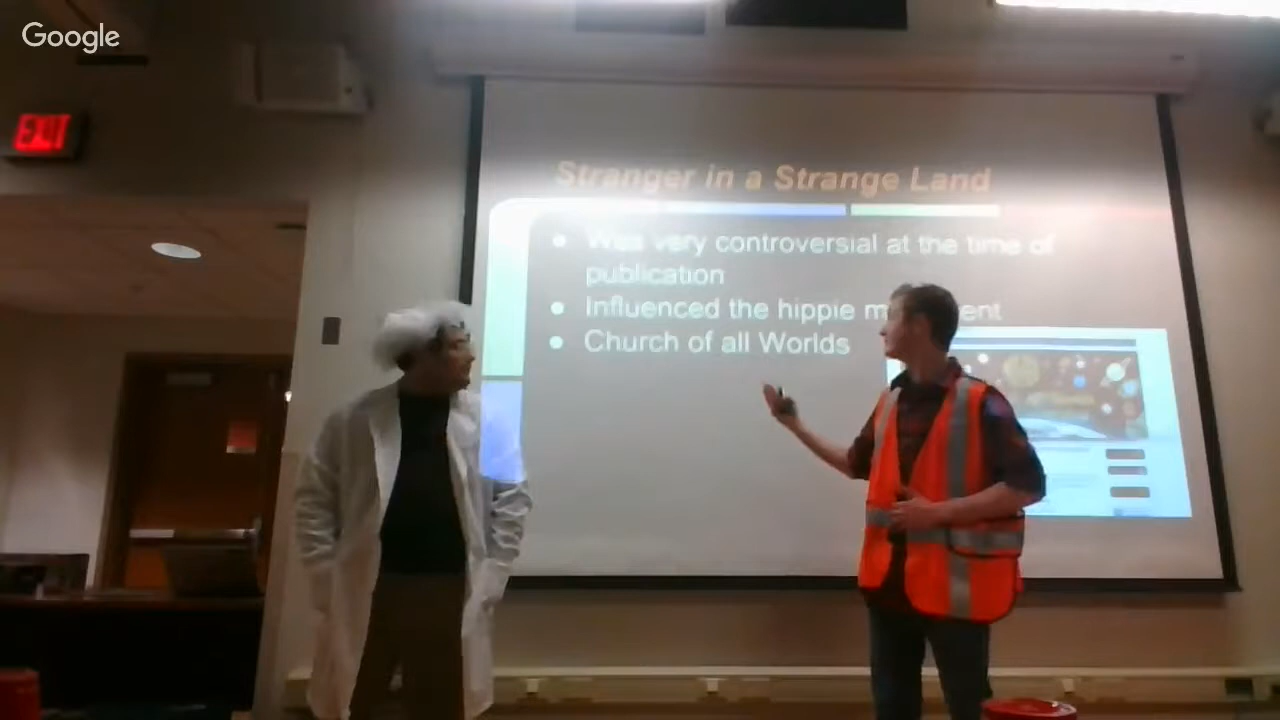 Google
EXIT
Stranger in a Strange Land
• Was very controversial at the time of
publication
• Influenced the hippie m ent
• Church of all Worlds